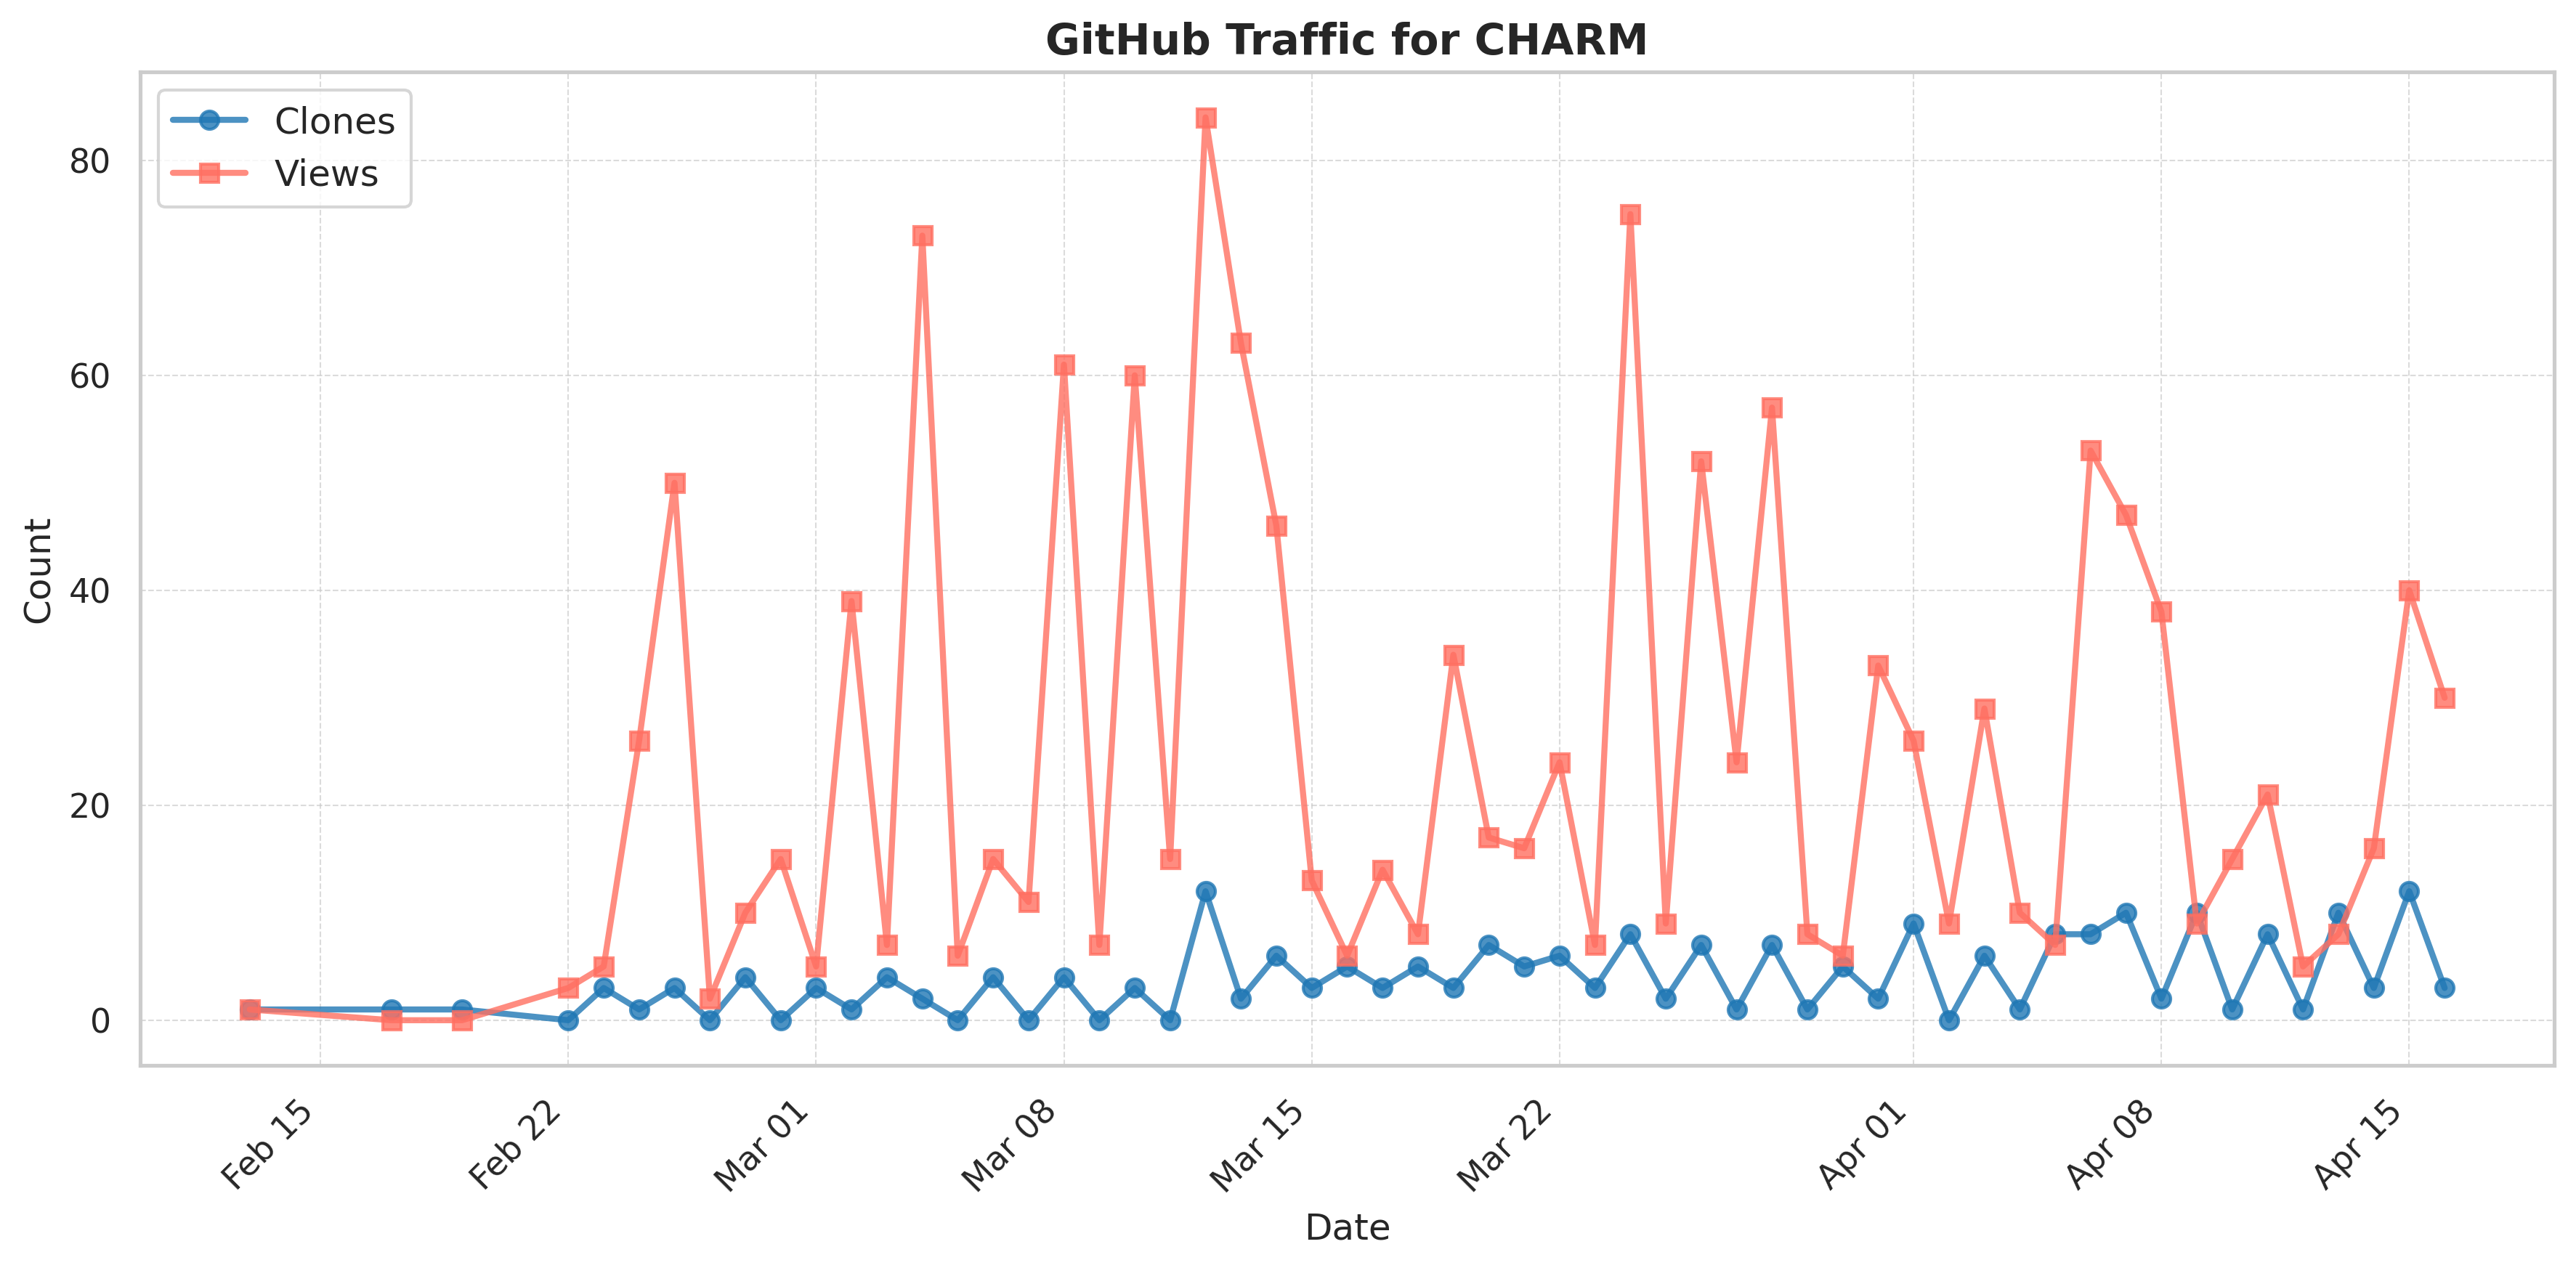 GitHub Traffic for CHARM
Clones
Views
80
60
40
20
0
Count
Feb 15
Feb 22
Mar 01
Mar 08
Mar 15
Mar 22
Apr 01
Apr 08
Apr 15
Date